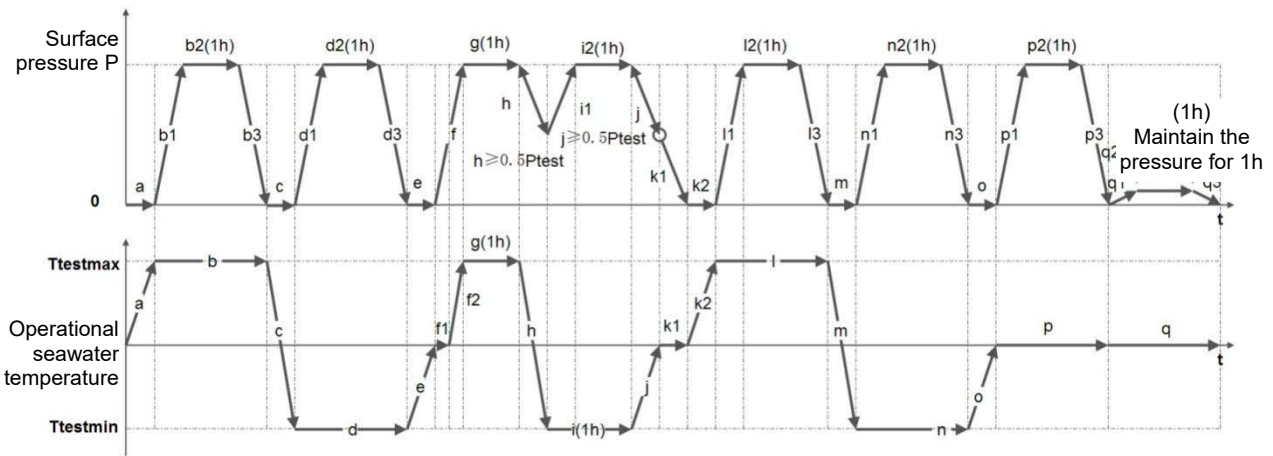 Surface
pressure P
b2(1h)
d2(1h)
g(1h)
i2(1h)
l2(1h)
n2(1h)
p2(1h)
(1h)
Maintain the
pressure for 1h
b1
b3
d1
d3
f
h
h≥0.5Ptest
i1
j
j≥0.5Ptest
k1
l1
l3
n1
n3
p1
p3
q2
q1
q3
0
a
c
e
k2
m
o
t
Ttestmax
a
b
c
d
e
f1
f2
g(1h)
h
i(1h)
j
k1
k2
l
m
n
o
p
q
t
Operational
seawater
temperature
Ttestmin